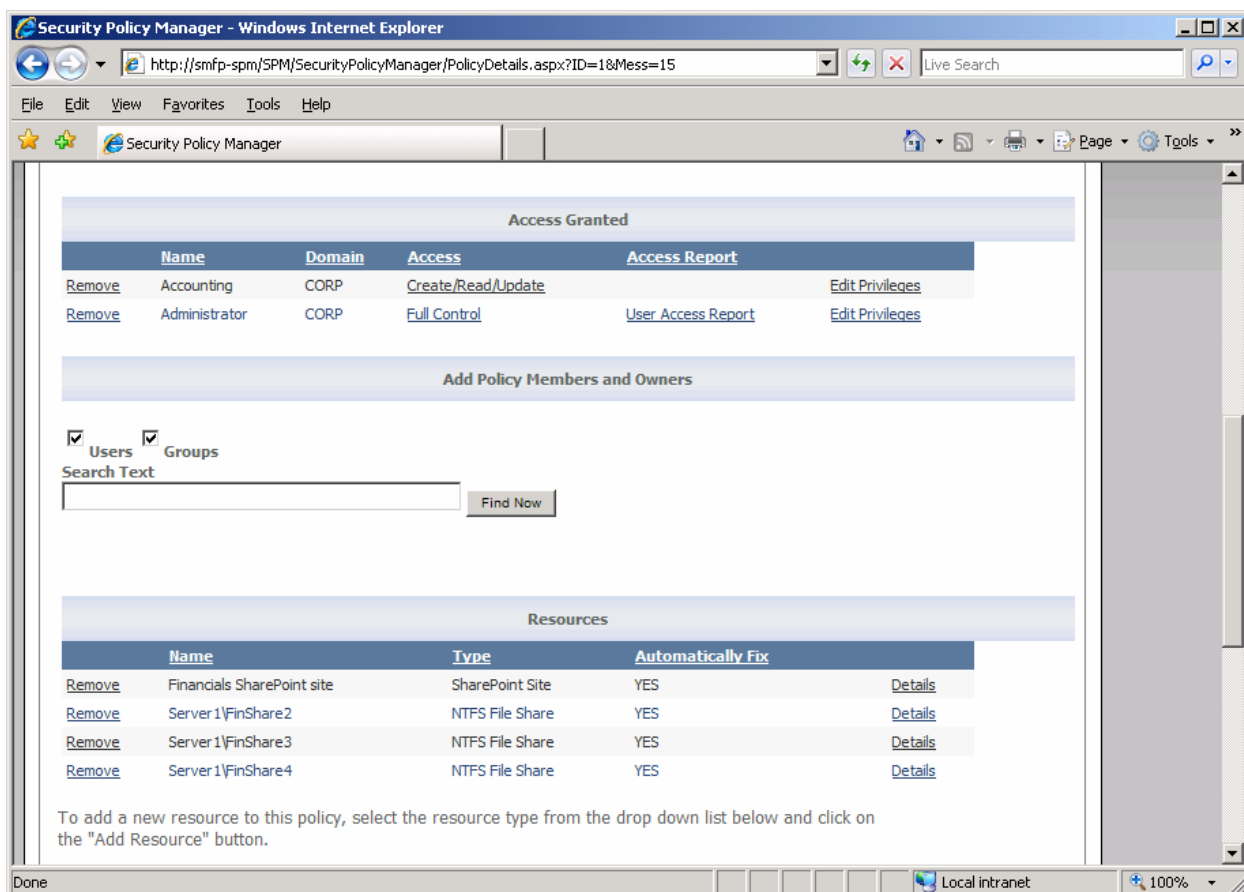 Security Policy Manager - Windows Internet Explorer
http://smfp-spm/SPM/SecurityPolicyManager/PolicyDetails.aspx?ID=1&Mess=15
Live Search
File Edit View Favorites Tools Help
Security Policy Manager
Page Tools »
Access Granted
Name Domain Access Access Report
Remove Accounting CORP Create/Read/Update Edit Privileges
Remove Administrator CORP Full Control User Access Report Edit Privileges
Add Policy Members and Owners
Users Groups
Search Text
Find Now
Resources
Name Type Automatically Fix
Remove Financials SharePoint site SharePoint Site YES Details
Remove Server1\FinShare2 NTFS File Share YES Details
Remove Server1\FinShare3 NTFS File Share YES Details
Remove Server1\FinShare4 NTFS File Share YES Details
To add a new resource to this policy, select the resource type from the drop down list below and click on
the "Add Resource" button.
Done Local intranet 100%